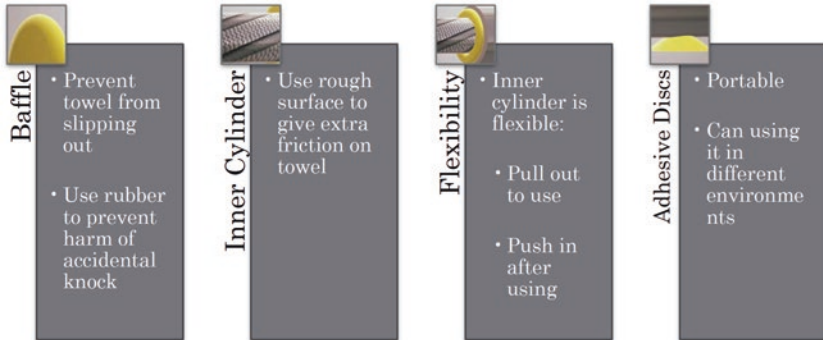 Baffle
• Prevent
towel from
slipping
out
• Use rubber
to prevent
harm of
accidental
knock
Inner Cylinder
• Use rough
surface to
give extra
friction on
towel
Flexibility
• Inner
cylinder is
flexible:
• Pull out
to use
• Push in
after
using
Adhesive Discs
• Portable
• Can using
it in
different
environme
nts